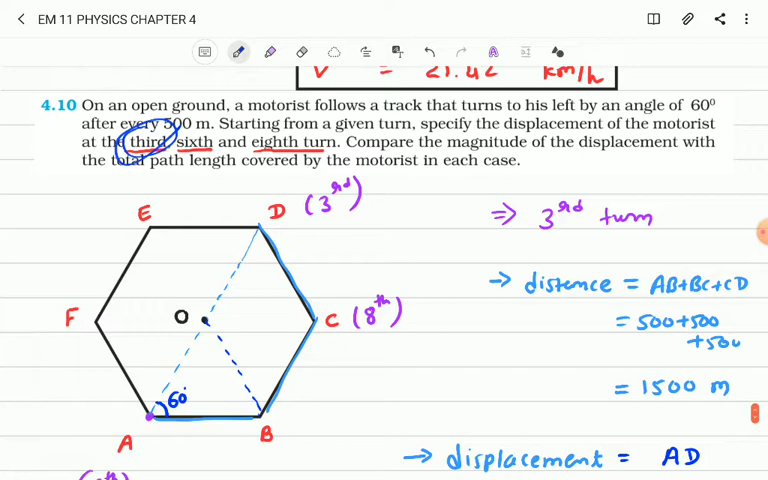 EM 11 PHYSICS CHAPTER 4
V = 21.42 km/h
4.10 On an open ground, a motorist follows a track that turns to his left by an angle of 60⁰
after every 500 m. Starting from a given turn, specify the displacement of the motorist
at the third, sixth and eighth turn. Compare the magnitude of the displacement with
the total path length covered by the motorist in each case.
E D (3rd)
⇒ 3rd turn
→ distence = AB+BC+CD
F O C (8th)
= 500+500
+500
= 1500 m
60°
A B
→ displacement = AD